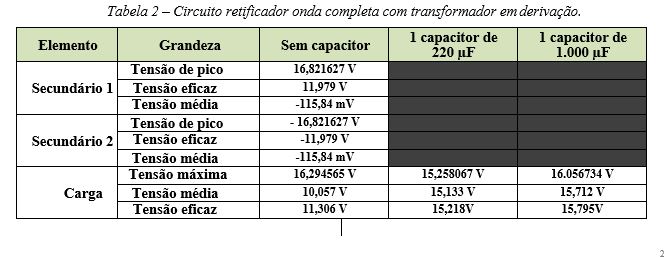 Tabela 2 – Circuito retificador onda completa com transformador em derivação.
Elemento Grandeza Sem capacitor 1 capacitor de 220 µF 1 capacitor de 1.000 µF
Secundário 1 Tensão de pico 16,821627 V
Tensão eficaz 11,979 V
Tensão média -115,84 mV
Secundário 2 Tensão de pico - 16,821627 V
Tensão eficaz -11,979 V
Tensão média -115,84 mV
Carga Tensão máxima 16,294565 V 15,258067 V 16.056734 V
Tensão média 10,057 V 15,133 V 15,712 V
Tensão eficaz 11,306 V 15,218V 15,795V
2